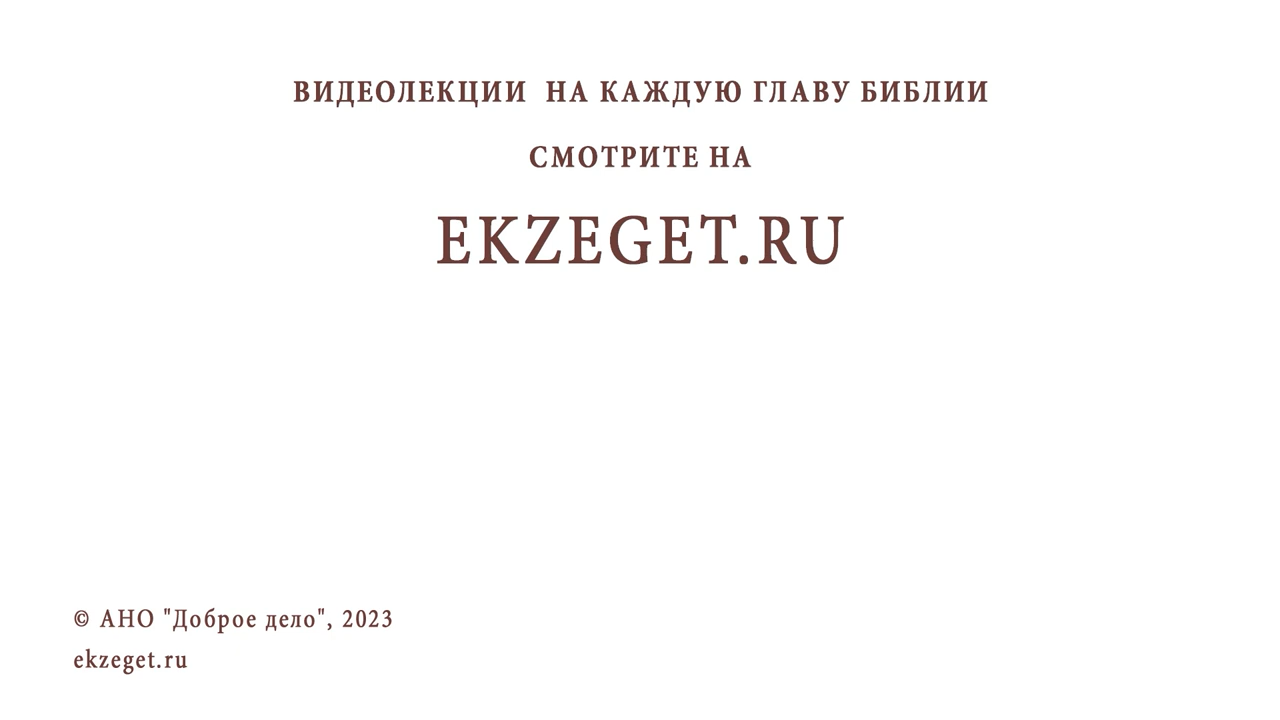 ВИДЕОЛЕКЦИИ НА КАЖДУЮ ГЛАВУ БИБЛИИ
СМОТРИТЕ НА
EKZEGET.RU
© АНО "Доброе дело", 2023
ekzeget.ru